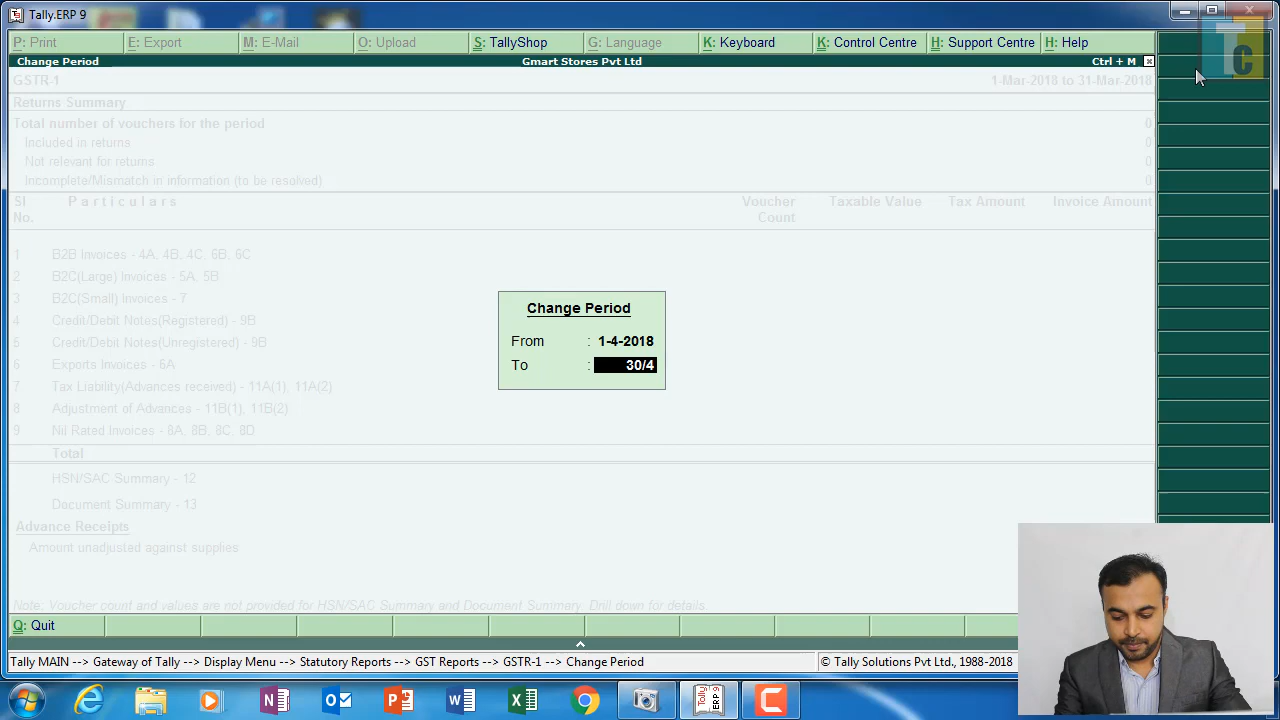 Tally.ERP 9
P: Print E: Export M: E-Mail O: Upload S: TallyShop G: Language K: Keyboard K: Control Centre H: Support Centre H: Help
Change Period Gmart Stores Pvt Ltd Ctrl + M
GSTR-1 1-Mar-2018 to 31-Mar-2018
Returns Summary
Total number of vouchers for the period 0
Included in returns 0
Not relevant for returns 0
Incomplete/Mismatch in information (to be resolved) 0
Sl Particulars Voucher Taxable Value Tax Amount Invoice Amount
No. Count
1 B2B Invoices - 4A, 4B, 4C, 6B, 6C
2 B2C(Large) Invoices - 5A, 5B
3 B2C(Small) Invoices - 7
4 Credit/Debit Notes(Registered) - 9B
5 Credit/Debit Notes(Unregistered) - 9B
6 Exports Invoices - 6A
7 Tax Liability(Advances received) - 11A(1), 11A(2)
8 Adjustment of Advances - 11B(1), 11B(2)
9 Nil Rated Invoices - 8A, 8B, 8C, 8D
Total
HSN/SAC Summary - 12
Document Summary - 13
Advance Receipts
Amount unadjusted against supplies
Note: Voucher count and values are not provided for HSN/SAC Summary and Document Summary. Drill down for details.
Change Period
From : 1-4-2018
To : 30/4
Q: Quit
Tally MAIN --> Gateway of Tally --> Display Menu --> Statutory Reports --> GST Reports --> GSTR-1 --> Change Period © Tally Solutions Pvt Ltd., 1988-2018
TC